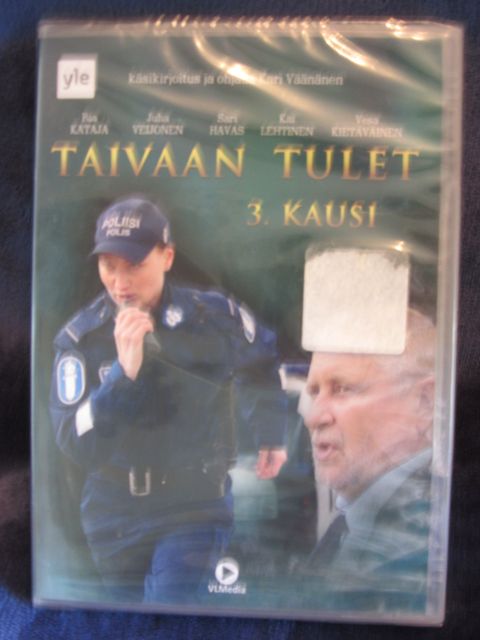 yle
käsikirjoitus ja ohjaus Kari Väänänen
Ria KATAJA
Juha VEIJONEN
Sari HAVAS
Kai LEHTINEN
Vesa KIETÄVÄINEN
TAIVAAN TULET
3. KAUSI
POLIISI
POLIS
VLMedia